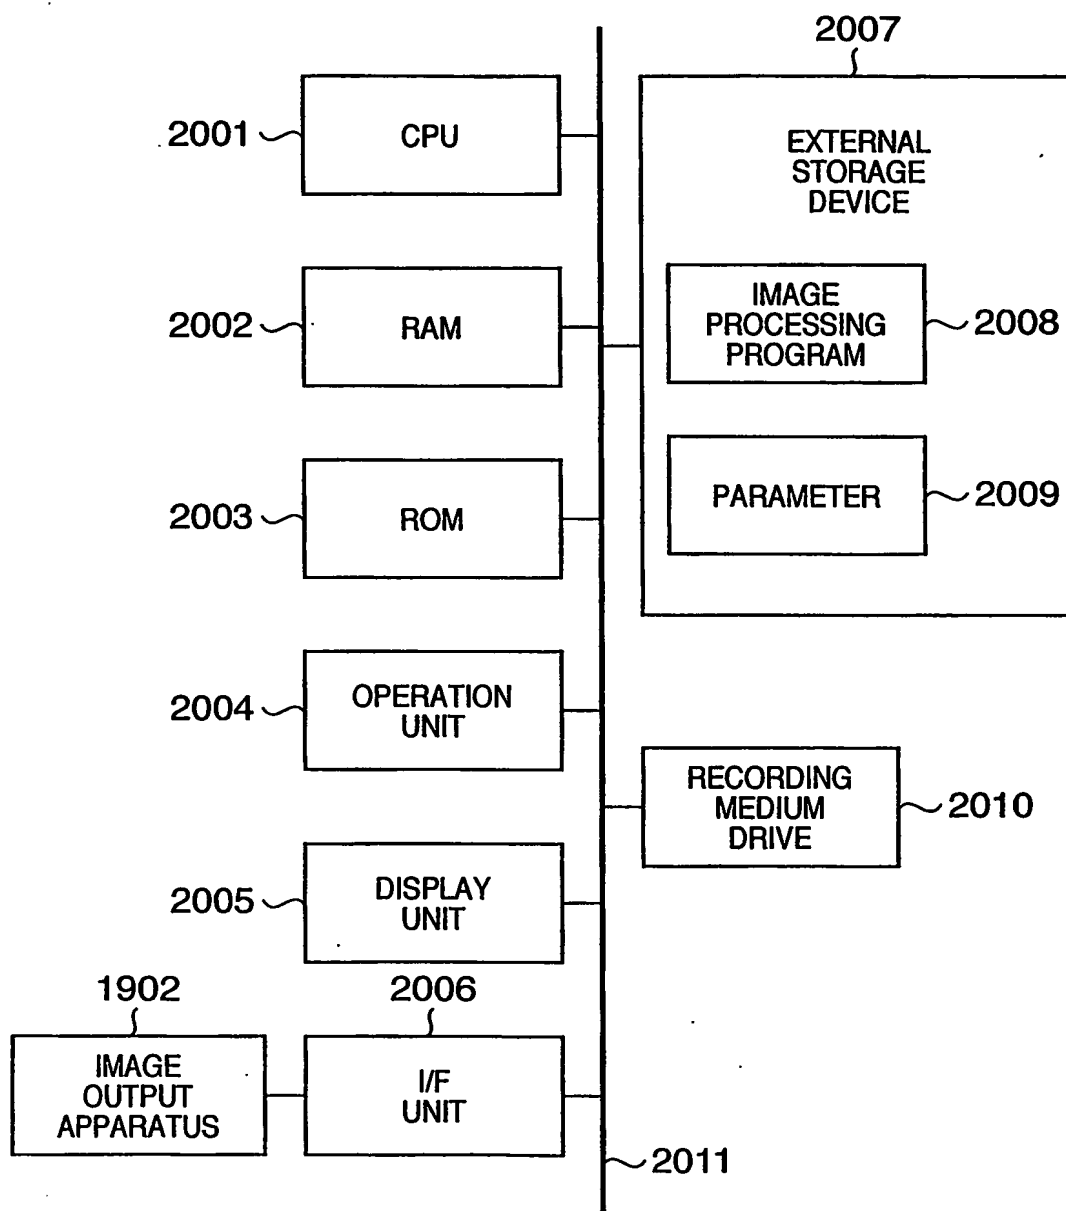 2007
2001
CPU
EXTERNAL
STORAGE
DEVICE
2002
RAM
IMAGE
PROCESSING
PROGRAM
2008
2003
ROM
PARAMETER
2009
2004
OPERATION
UNIT
RECORDING
MEDIUM
DRIVE
2010
2005
DISPLAY
UNIT
1902
2006
IMAGE
OUTPUT
APPARATUS
I/F
UNIT
2011